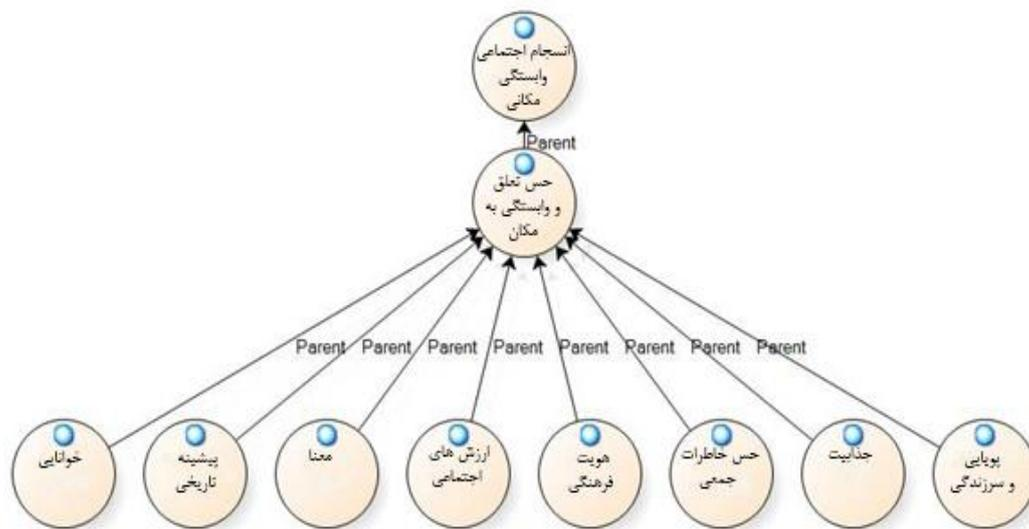 انسجام اجتماعی
وابستگی
مکانی
Parent
حس تعلق
و وابستگی به
مکان
Parent Parent Parent Parent Parent Parent Parent Parent
خوانایی
پیشینه
تاریخی
معنا
ارزش های
اجتماعی
هویت
فرهنگی
حس خاطرات
جمعی
جذابیت
پویایی
و سرزندگی